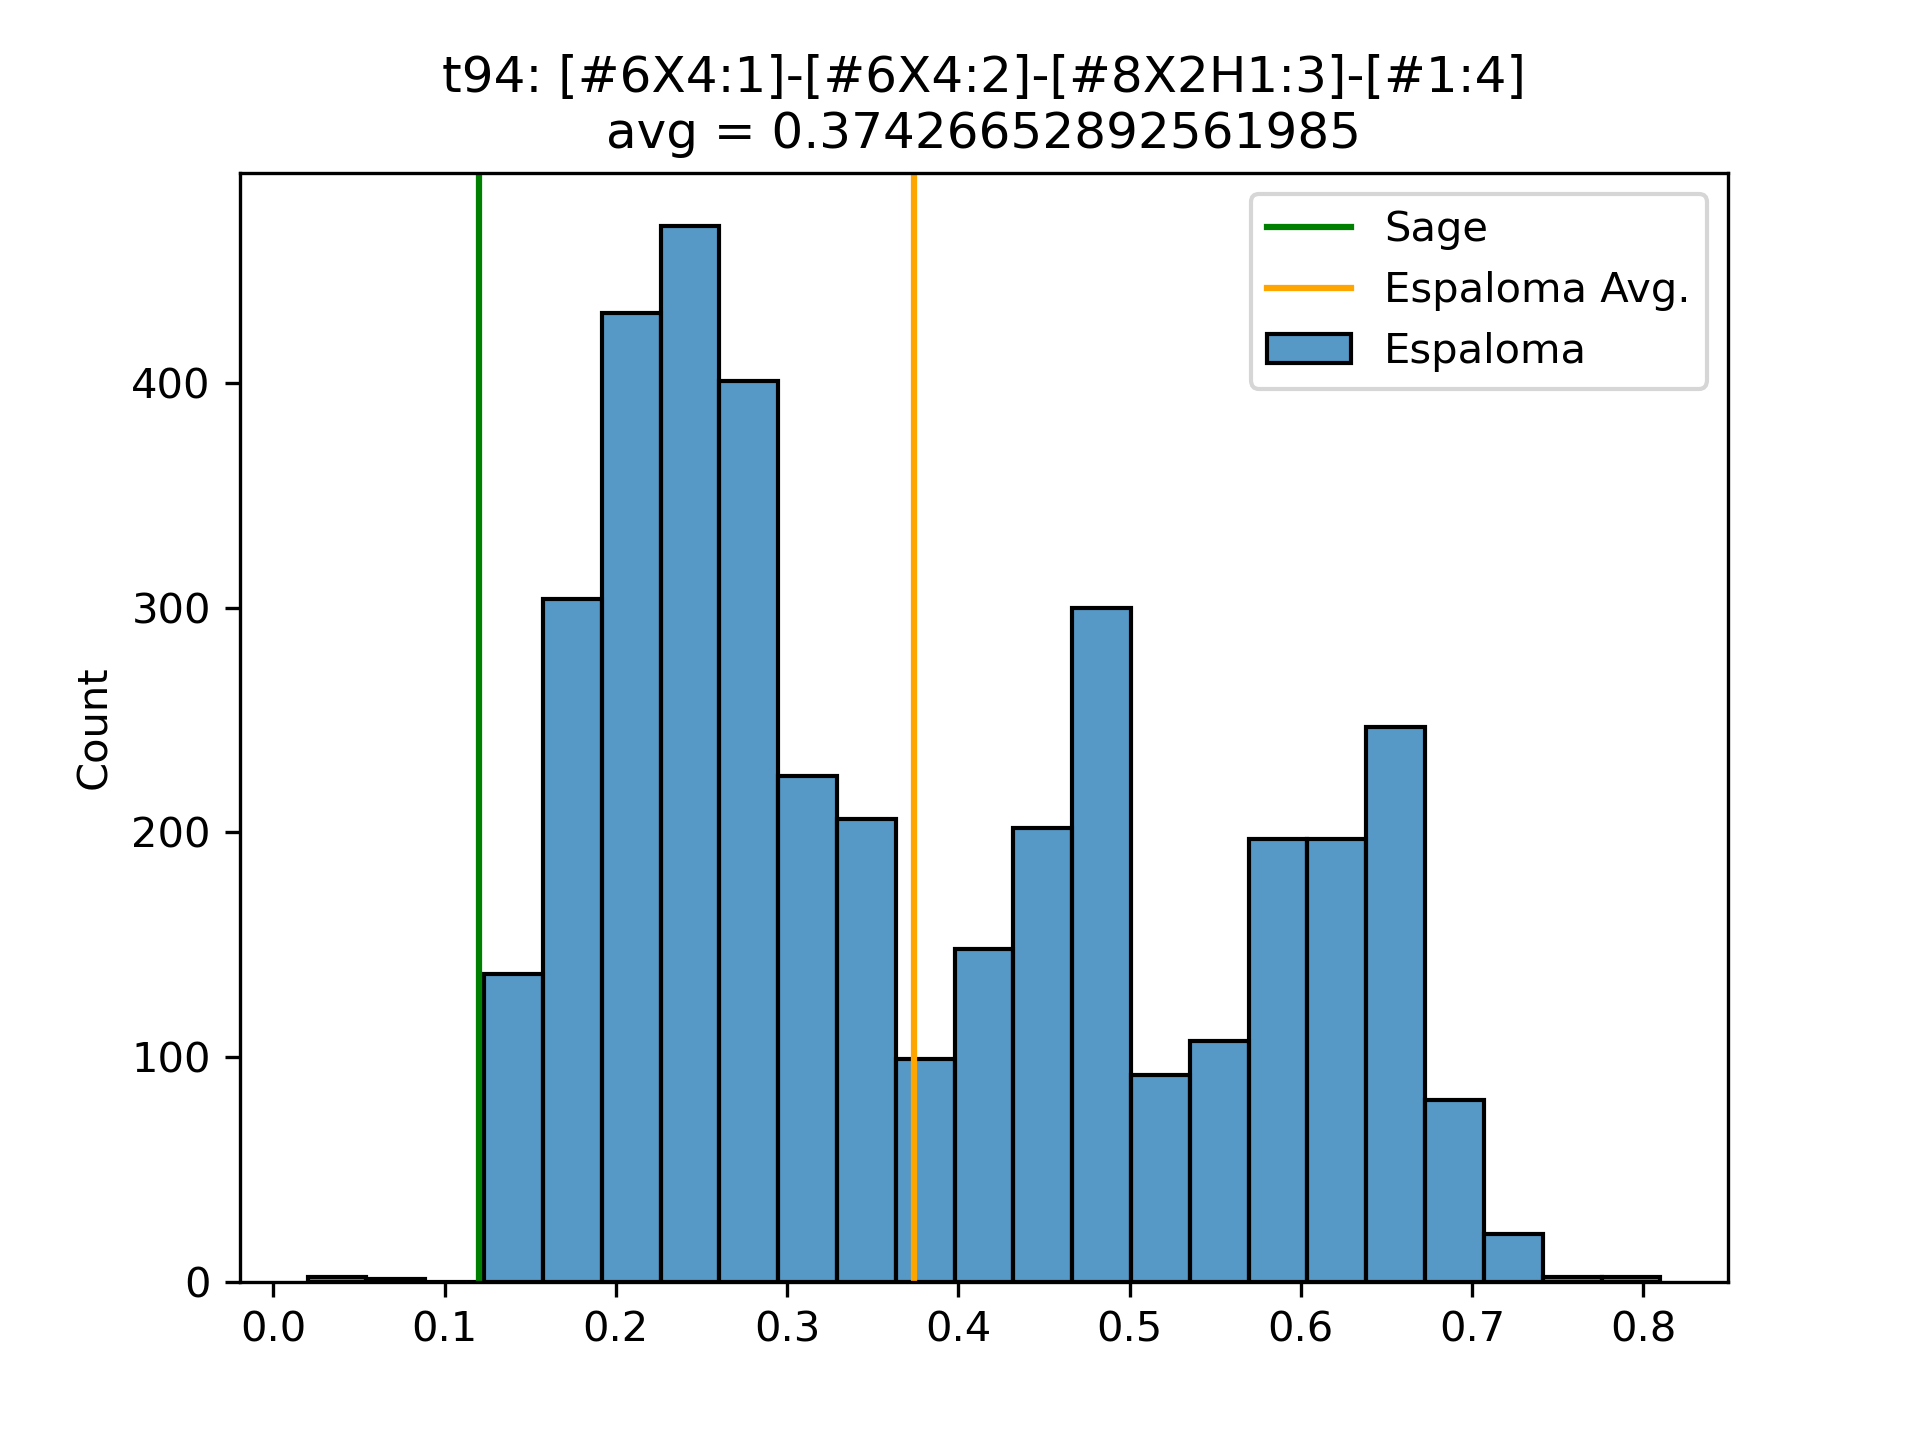 t94: [#6X4:1]-[#6X4:2]-[#8X2H1:3]-[#1:4]
avg = 0.37426652892561985
Sage
Espaloma Avg.
Espaloma
Count
400
300
200
100
0
0.0 0.1 0.2 0.3 0.4 0.5 0.6 0.7 0.8